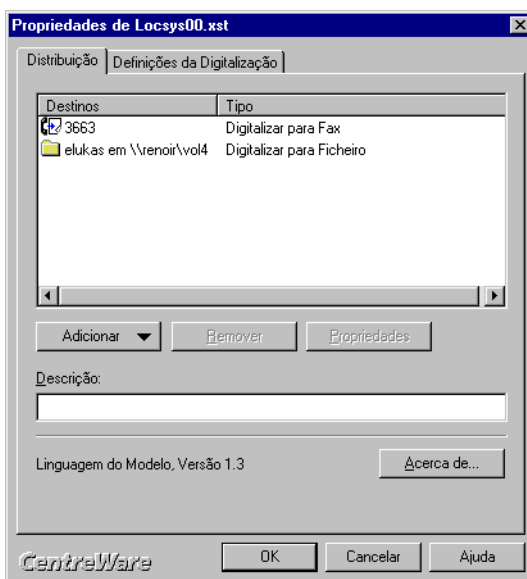 Propriedades de Locsys00.xst
Distribuição Definições da Digitalização
Destinos Tipo
3663 Digitalizar para Fax
elukas em \\renoir\vol4 Digitalizar para Ficheiro
Adicionar Remover Propriedades
Descrição:
Linguagem do Modelo, Versão 1.3 Acerca de...
CentreWare OK Cancelar Ajuda